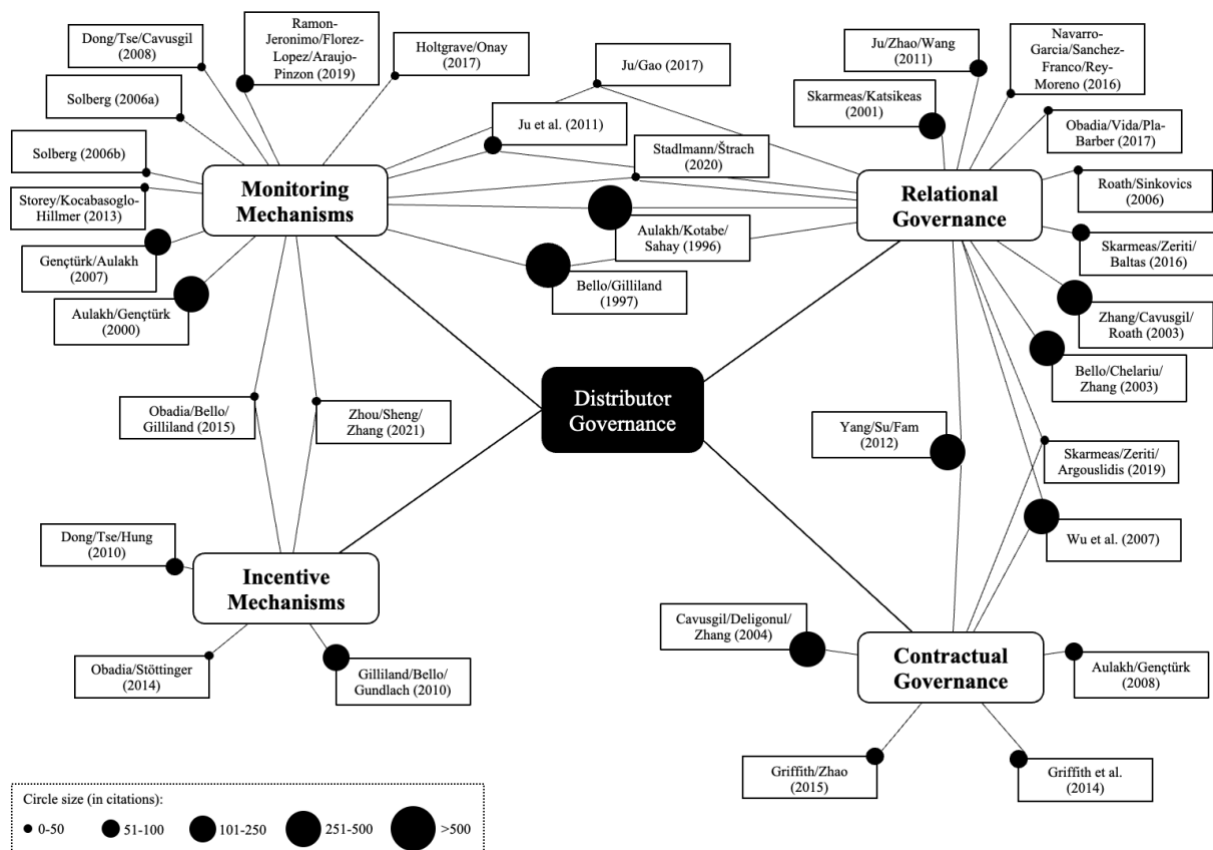 Dong/Tse/Cavusgil
(2008)
Ramon-
Jeronimo/Florez-
Lopez/Araujo-
Pinzon (2019)
Holtgrave/Onay
(2017)
Ju/Gao (2017)
Ju/Zhao/Wang
(2011)
Navarro-
Garcia/Sanchez-
Franco/Rey-
Moreno (2016)
Solberg (2006a)
Skarmeas/Katsikeas
(2001)
Ju et al. (2011)
Obadia/Vida/Pla-
Barber (2017)
Solberg (2006b)
Stadlmann/Štrach
(2020)
Monitoring
Mechanisms
Relational
Governance
Roath/Sinkovics
(2006)
Storey/Kocabasoglo-
Hillmer (2013)
Aulakh/Kotabe/
Sahay (1996)
Skarmeas/Zeriti/
Baltas (2016)
Gençtürk/Aulakh
(2007)
Bello/Gilliland
(1997)
Aulakh/Gençtürk
(2000)
Zhang/Cavusgil/
Roath (2003)
Bello/Chelariu/
Zhang (2003)
Distributor
Governance
Obadia/Bello/
Gilliland (2015)
Zhou/Sheng/
Zhang (2021)
Yang/Su/Fam
(2012)
Skarmeas/Zeriti/
Argouslidis
(2019)
Dong/Tse/Hung
(2010)
Wu et al. (2007)
Incentive
Mechanisms
Cavusgil/Deligonul/
Zhang (2004)
Contractual
Governance
Aulakh/Gençtürk
(2008)
Obadia/Stöttinger
(2014)
Gilliland/Bello/
Gundlach (2010)
Griffith/Zhao
(2015)
Griffith et al.
(2014)
Circle size (in citations):
0-50
51-100
101-250
251-500
>500